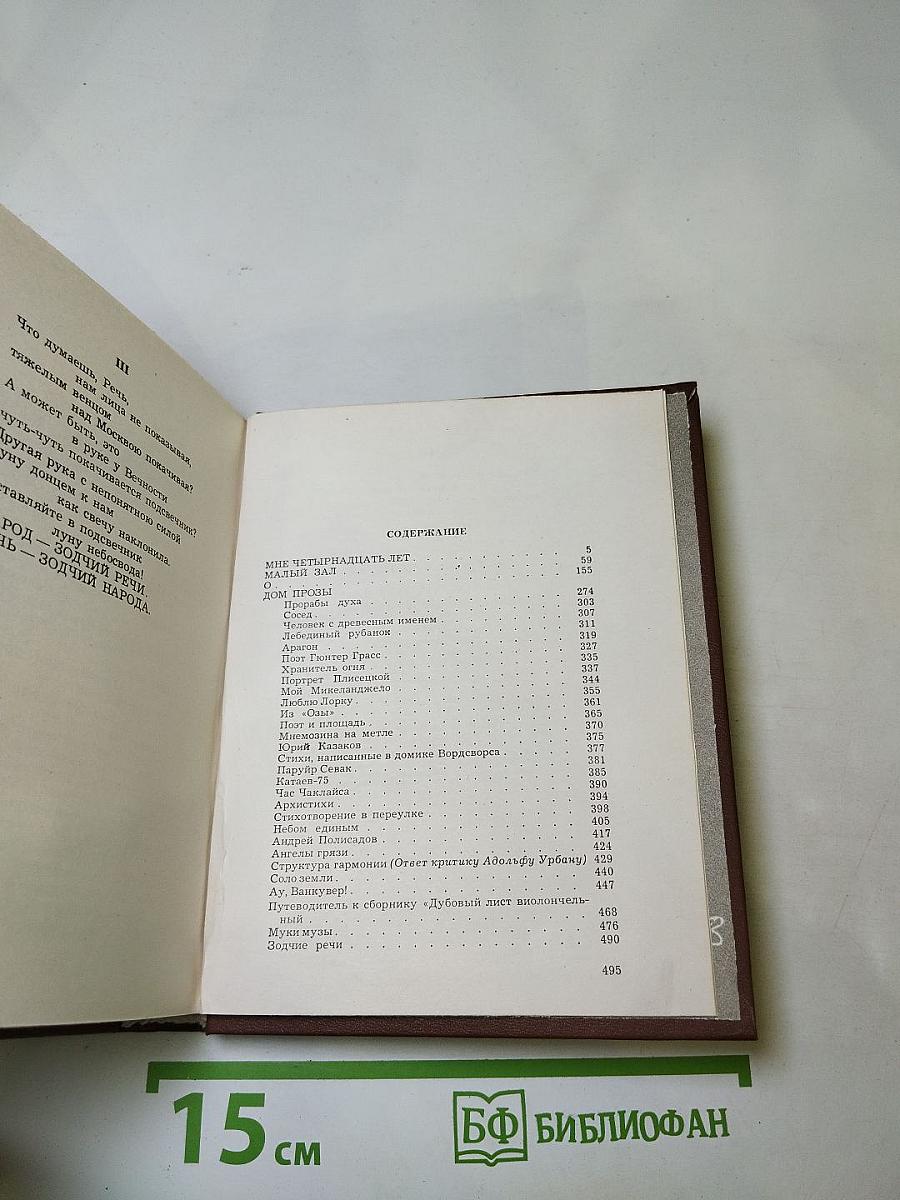 III
Что думаешь, Речь,
нам лица не показывая,
тяжелым венцом
над Москвою покачивая?
А может быть, это
в руке у Вечности
чуть-чуть покачивается подсвечник?
Другая рука с непонятною силой
уну донцем к нам
как свечу наклонила.
тавляйте в подсвечник
луну небосвода!
РОД — ЗОДЧИЙ РЕЧИ.
НЬ — ЗОДЧИЙ НАРОДА.
СОДЕРЖАНИЕ
МНЕ ЧЕТЫРНАДЦАТЬ ЛЕТ . . . . . . . . . 5
МАЛЫЙ ЗАЛ . . . . . . . . . . . . 59
О . . . . . . . . . . . . . . . 155
ДОМ ПРОЗЫ
Прорабы духа . . . . . . . . . . . 274
Сосед . . . . . . . . . . . . . 303
Человек с древесным именем . . . . . . . 307
Лебединый рубанок . . . . . . . . . 311
Арагон . . . . . . . . . . . . . 319
Поэт Гюнтер Грасс . . . . . . . . . . 327
Хранитель огня . . . . . . . . . . . 335
Портрет Плисецкой . . . . . . . . . . 337
Мой Микеланджело . . . . . . . . . . 344
Люблю Лорку . . . . . . . . . . . 355
Из «Озы» . . . . . . . . . . . . 361
Поэт и площадь . . . . . . . . . . . 365
Мнемозина на метле . . . . . . . . . 370
Юрий Казаков . . . . . . . . . . . 375
Стихи, написанные в домике Вордсворса . . . . 377
Паруйр Севак . . . . . . . . . . . 381
Катаев-75 . . . . . . . . . . . . 385
Час Чаклайса . . . . . . . . . . . 390
Архистихи . . . . . . . . . . . . 394
Стихотворение в переулке . . . . . . . . 398
Небом единым . . . . . . . . . . . 405
Андрей Полисадов . . . . . . . . . . 417
Ангелы грязи . . . . . . . . . . . 424
Структура гармонии (Ответ критику Адольфу Урбану) 429
Соло земли . . . . . . . . . . . . 440
Ау, Ванкувер! . . . . . . . . . . . 447
Путеводитель к сборнику «Дубовый лист виолончель-
ный . . . . . . . . . . . . . . 468
Муки музы . . . . . . . . . . . . 476
Зодчие речи . . . . . . . . . . . . 490
495
15 см
БФ БИБЛИОФАН